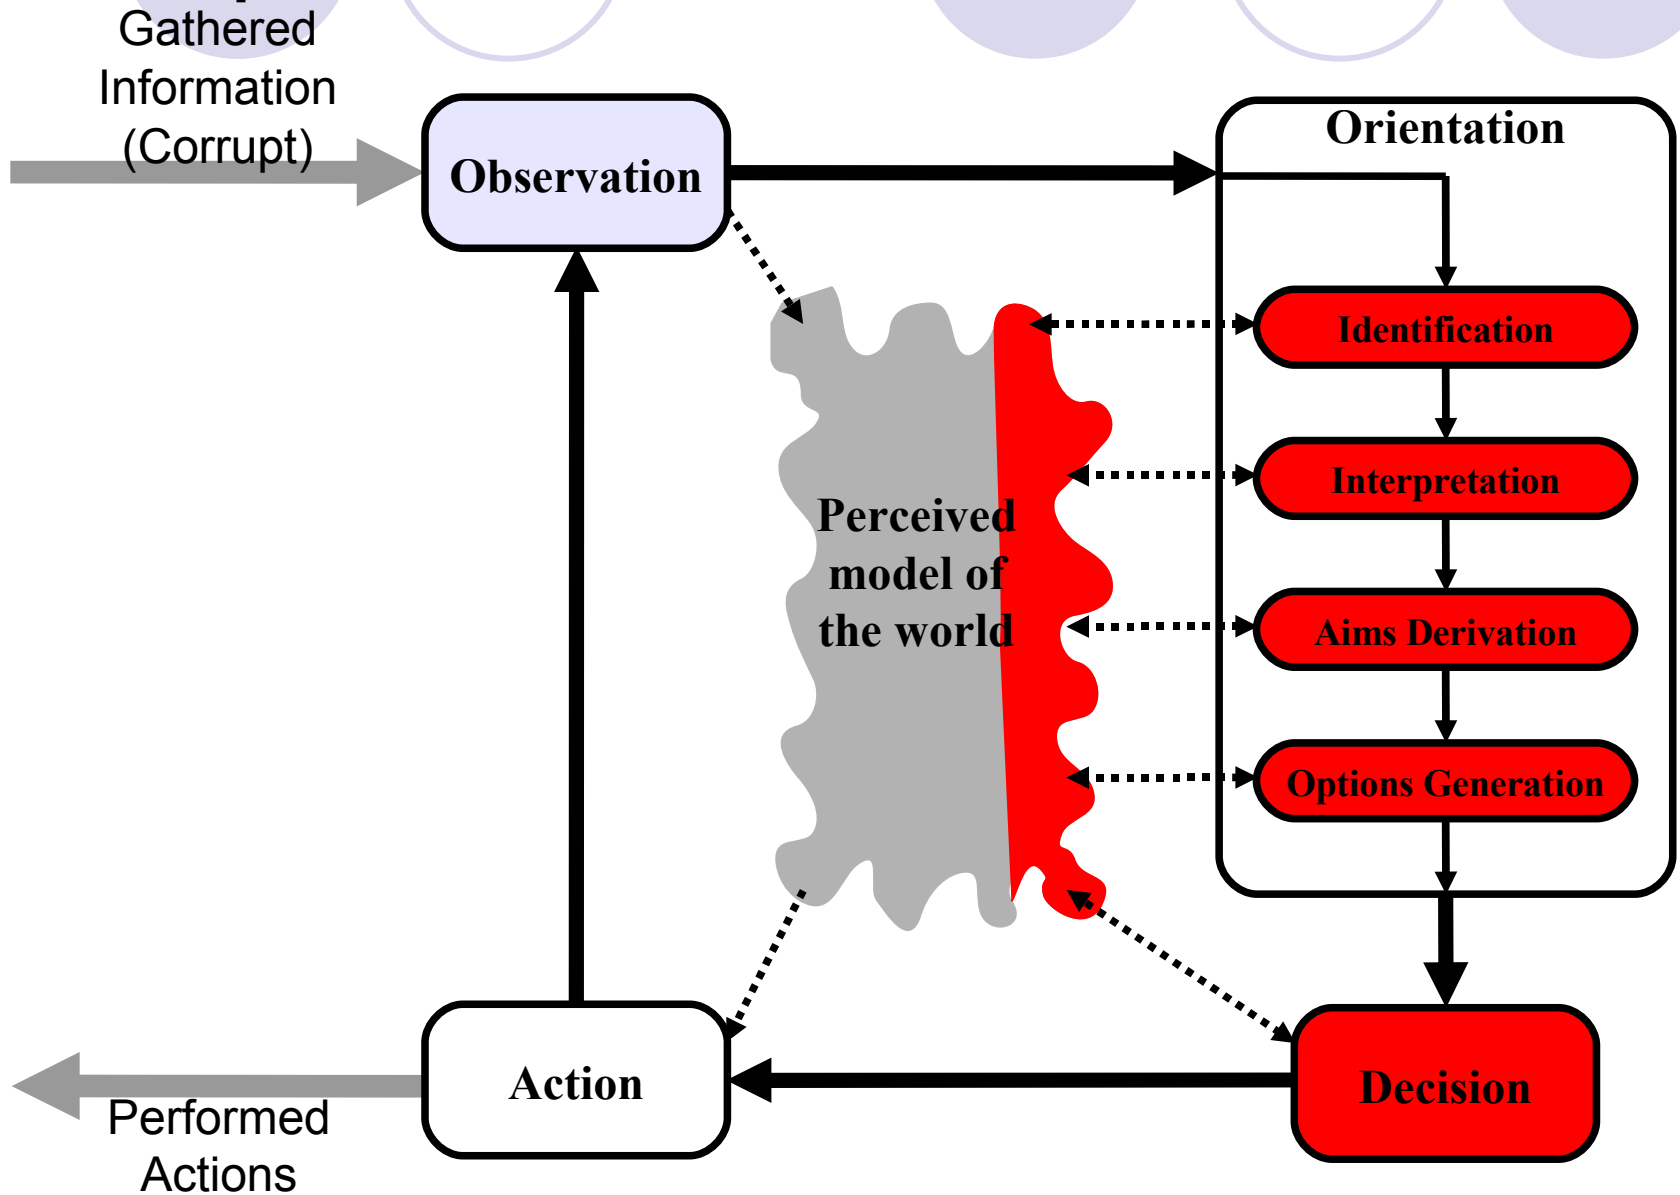 Gathered
Information
(Corrupt)
Observation
Orientation
Identification
Interpretation
Aims Derivation
Options Generation
Perceived
model of
the world
Action
Decision
Performed
Actions